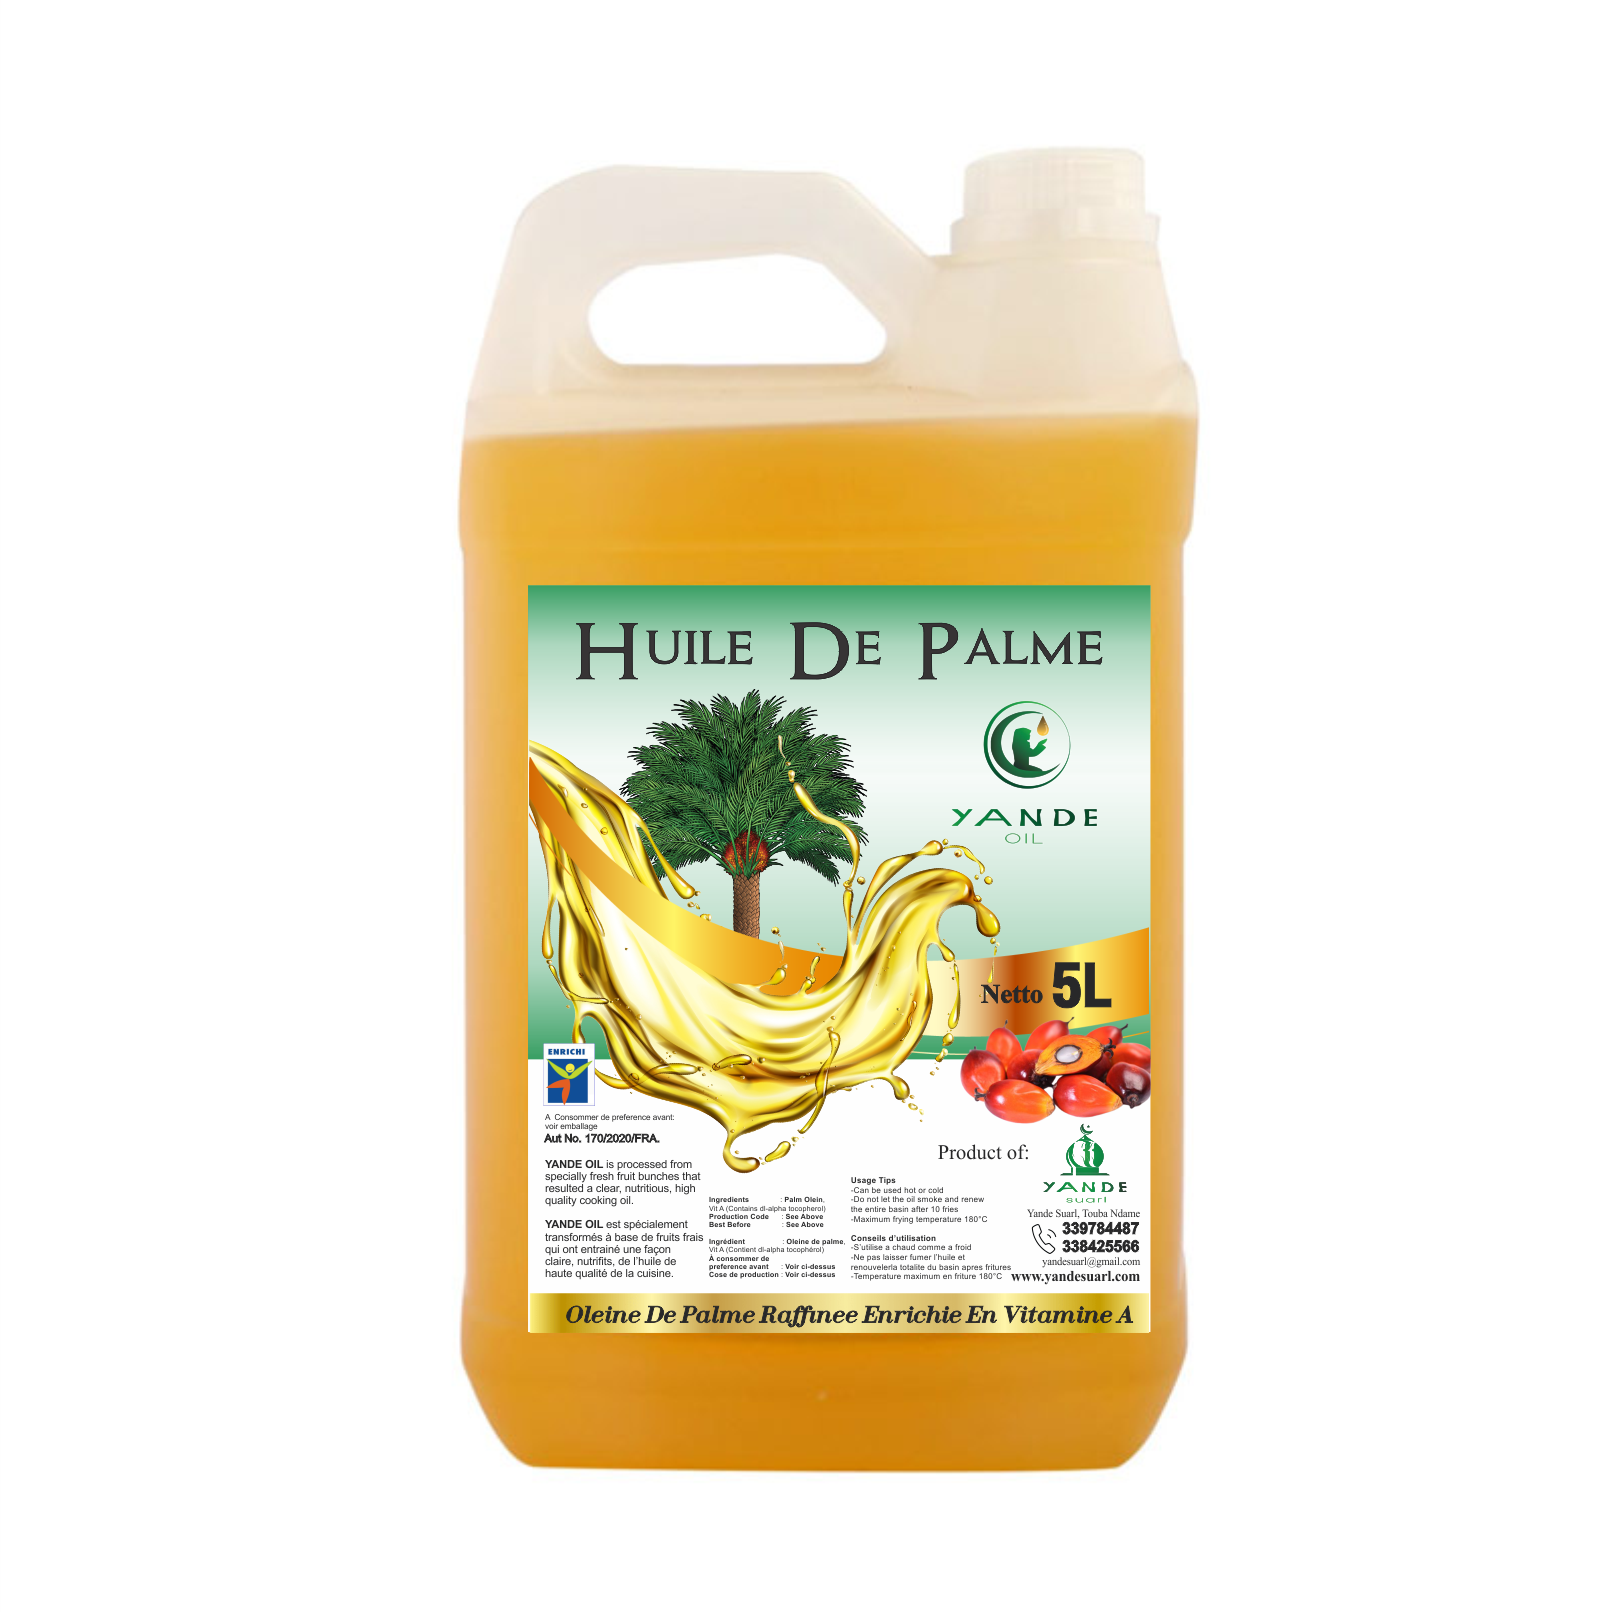 HUILE DE PALME
YANDE
OIL
Netto 5L
ENRICHI
A Consommer de preference avant:
voir emballage
Aut No. 170/2020/FRA.
YANDE OIL is processed from
specially fresh fruit bunches that
resulted a clear, nutritious, high
quality cooking oil.
YANDE OIL est spécialement
transformés à base de fruits frais
qui ont entrainé une façon
claire, nutrifits, de l'huile de
haute qualité de la cuisine.
Ingredients : Palm Olein,
Vit A (Contains dl-alpha tocopherol)
Production Code : See Above
Best Before : See Above
Ingrédient : Oleine de palme,
Vit A (Contient dl-alpha tocophérol)
À consommer de
preference avant : Voir ci-dessus
Cose de production : Voir ci-dessus
Usage Tips
-Can be used hot or cold
-Do not let the oil smoke and renew
the entire basin after 10 fries
-Maximum frying temperature 180°C
Conseils d'utilisation
-S'utilise a chaud comme a froid
-Ne pas laisser fumer l'huile et
renouvelerla totalite du basin apres fritures
-Temperature maximum en friture 180°C
Product of:
YANDE
suarl
Yande Suarl, Touba Ndame
339784487
338425566
yandesuarl@gmail.com
www.yandesuarl.com
Oleine De Palme Raffinee Enrichie En Vitamine A